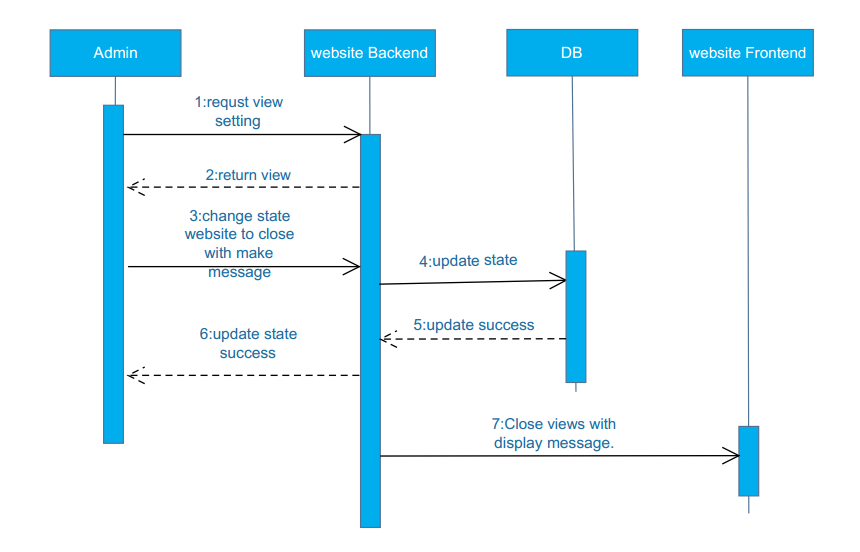 Admin
website Backend
DB
website Frontend
1:requst view
setting
2:return view
3:change state
website to close
with make
message
4:update state
5:update success
6:update state
success
7:Close views with
display message.